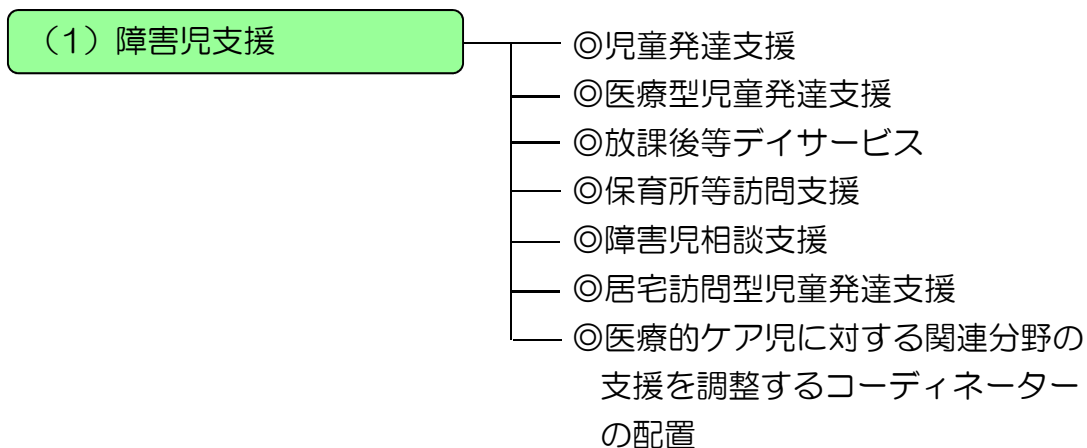 （1）障害児支援
◎児童発達支援
◎医療型児童発達支援
◎放課後等デイサービス
◎保育所等訪問支援
◎障害児相談支援
◎居宅訪問型児童発達支援
◎医療的ケア児に対する関連分野の
支援を調整するコーディネーター
の配置